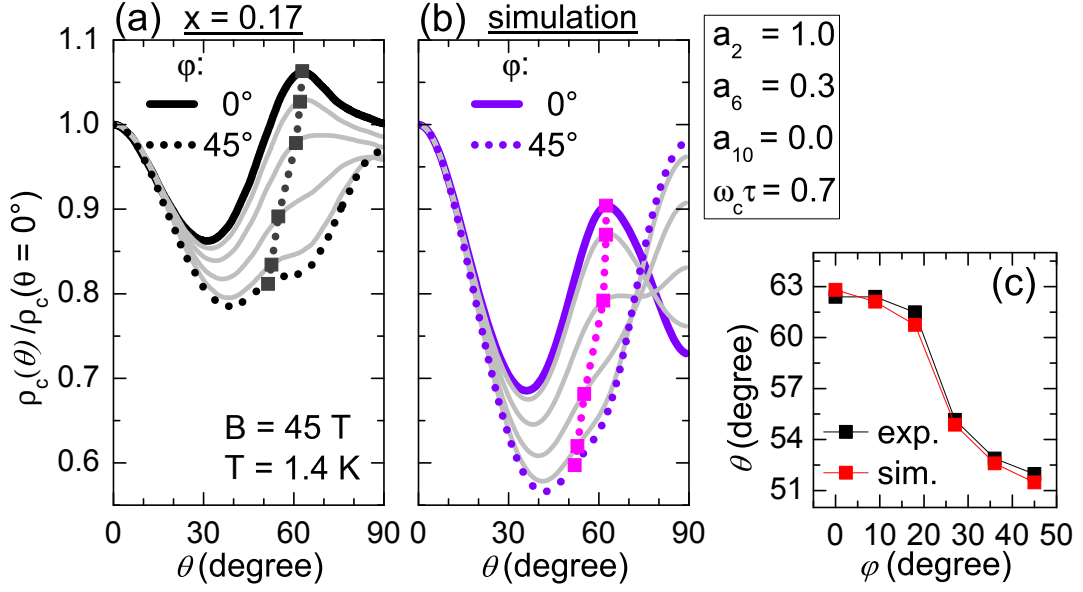 (a) x = 0.17
φ:
0°
45°
B = 45 T
T = 1.4 K
1.1
1.0
0.9
0.8
0.7
0.6
ρc(θ)/ρc(θ = 0°)
0 30 60 90
θ (degree)
(b) simulation
φ:
0°
45°
0 30 60 90
θ (degree)
a2 = 1.0
a6 = 0.3
a10 = 0.0
ωcτ = 0.7
(c)
63
60
57
54
51
θ (degree)
exp.
sim.
0 10 20 30 40 50
φ (degree)